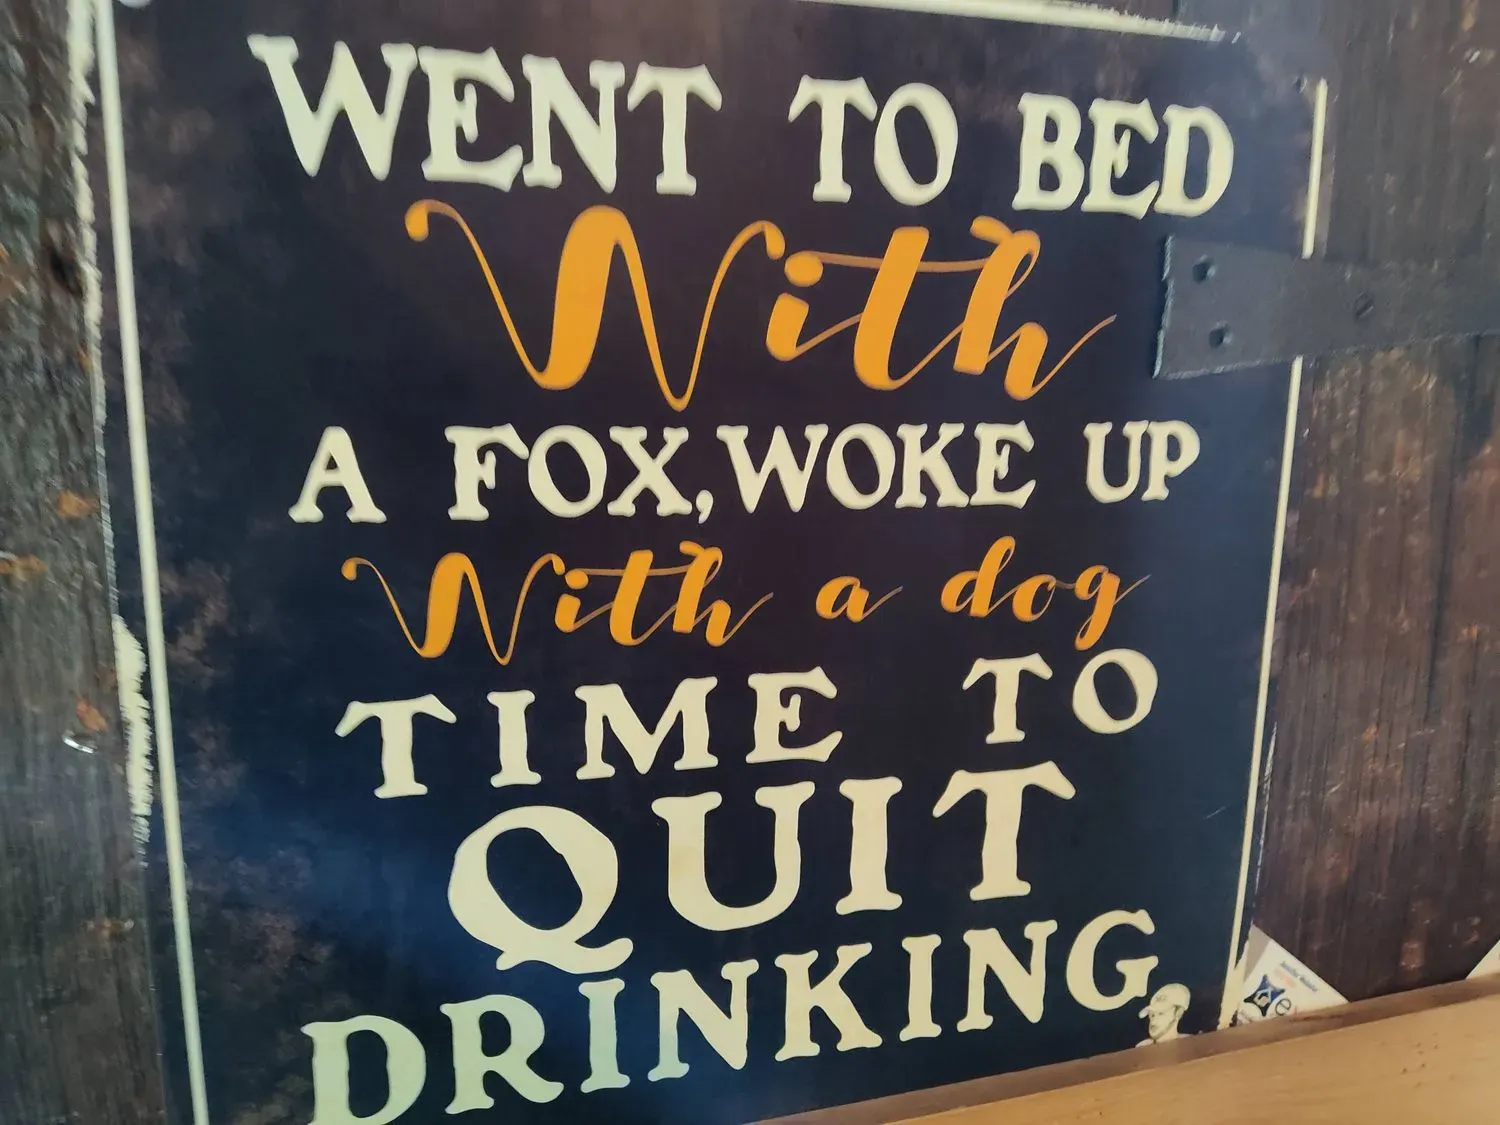 WENT TO BED
With
A FOX, WOKE UP
With a dog
TIME TO
QUIT
DRINKING